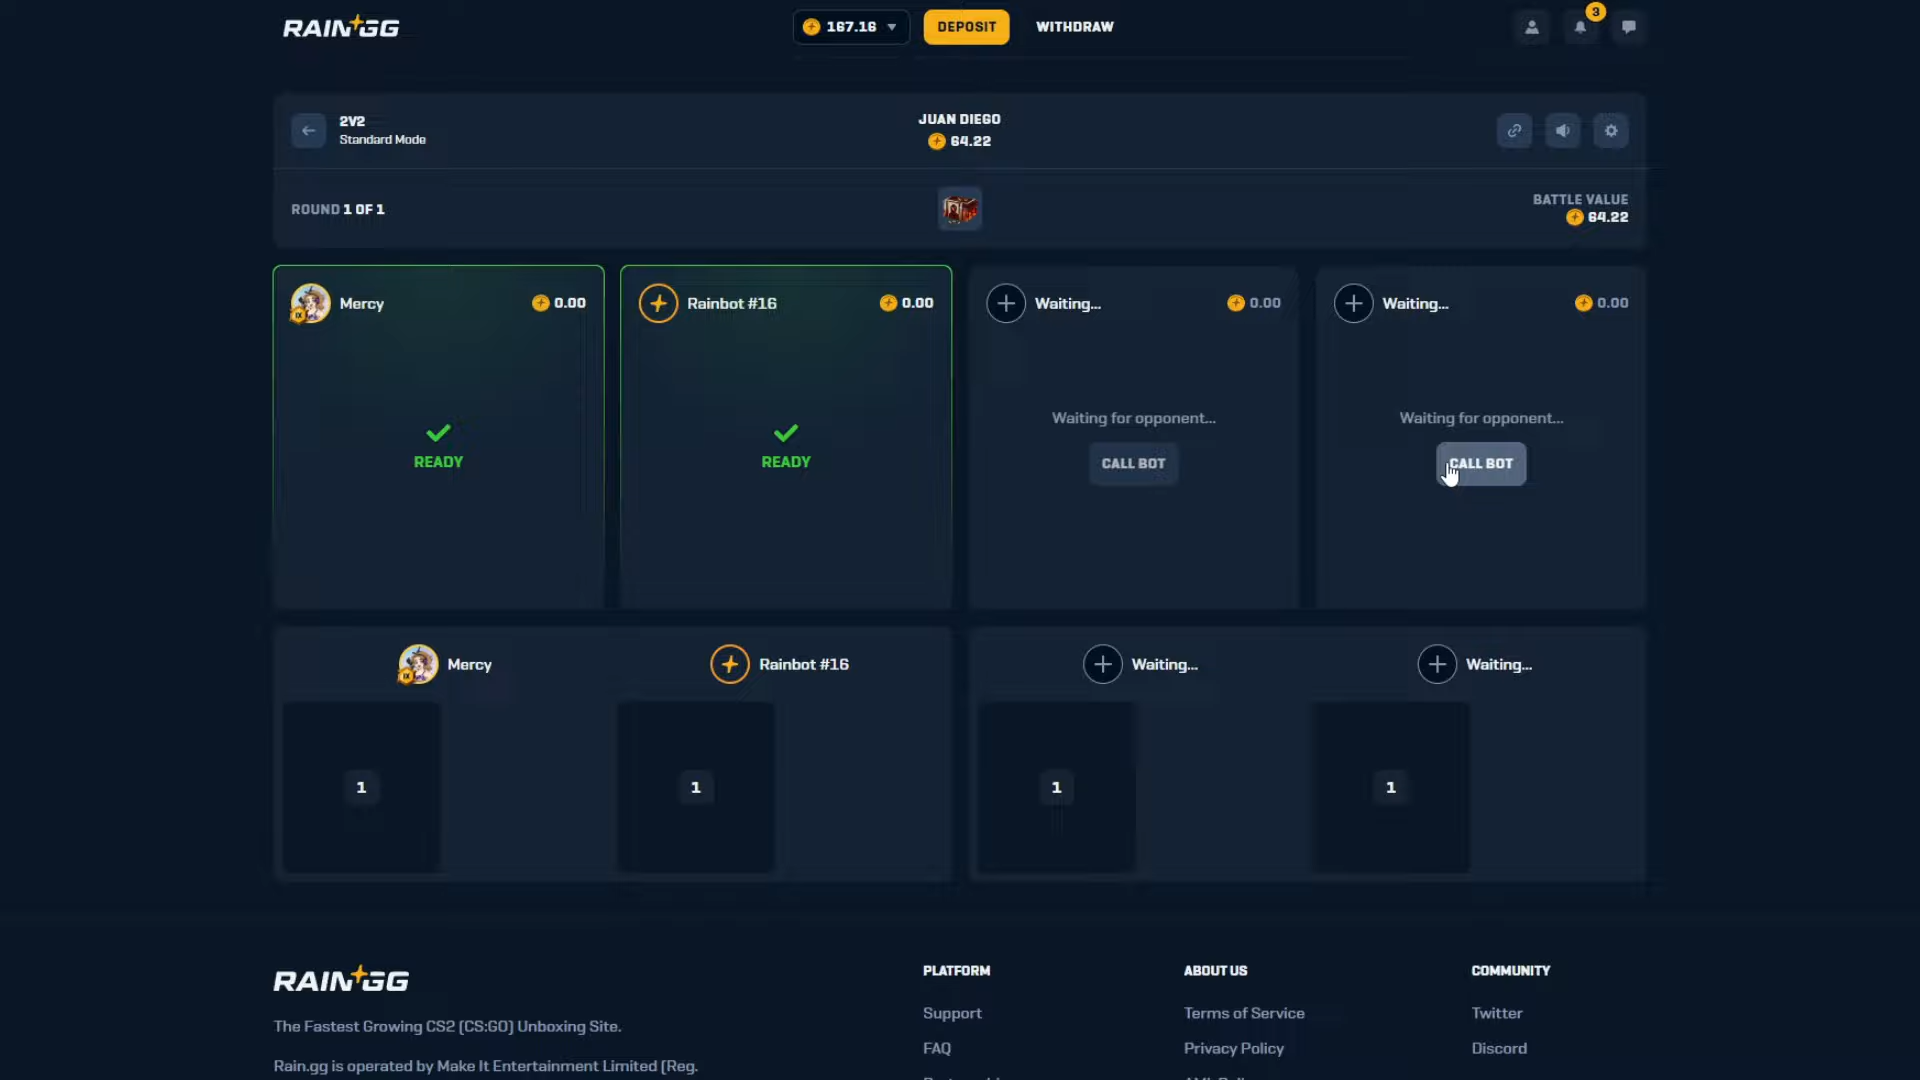 RAIN GG
167.16
DEPOSIT
WITHDRAW
3
2V2
Standard Mode
JUAN DIEGO
64.22
ROUND 1 OF 1
BATTLE VALUE
64.22
Mercy
0.00
Rainbot #16
0.00
Waiting...
0.00
Waiting...
0.00
READY
READY
Waiting for opponent...
CALL BOT
Waiting for opponent...
CALL BOT
Mercy
Rainbot #16
Waiting...
Waiting...
1
1
1
1
RAIN GG
The Fastest Growing CS2 (CS:GO) Unboxing Site.
Rain.gg is operated by Make It Entertainment Limited (Reg.
PLATFORM
Support
FAQ
ABOUT US
Terms of Service
Privacy Policy
COMMUNITY
Twitter
Discord